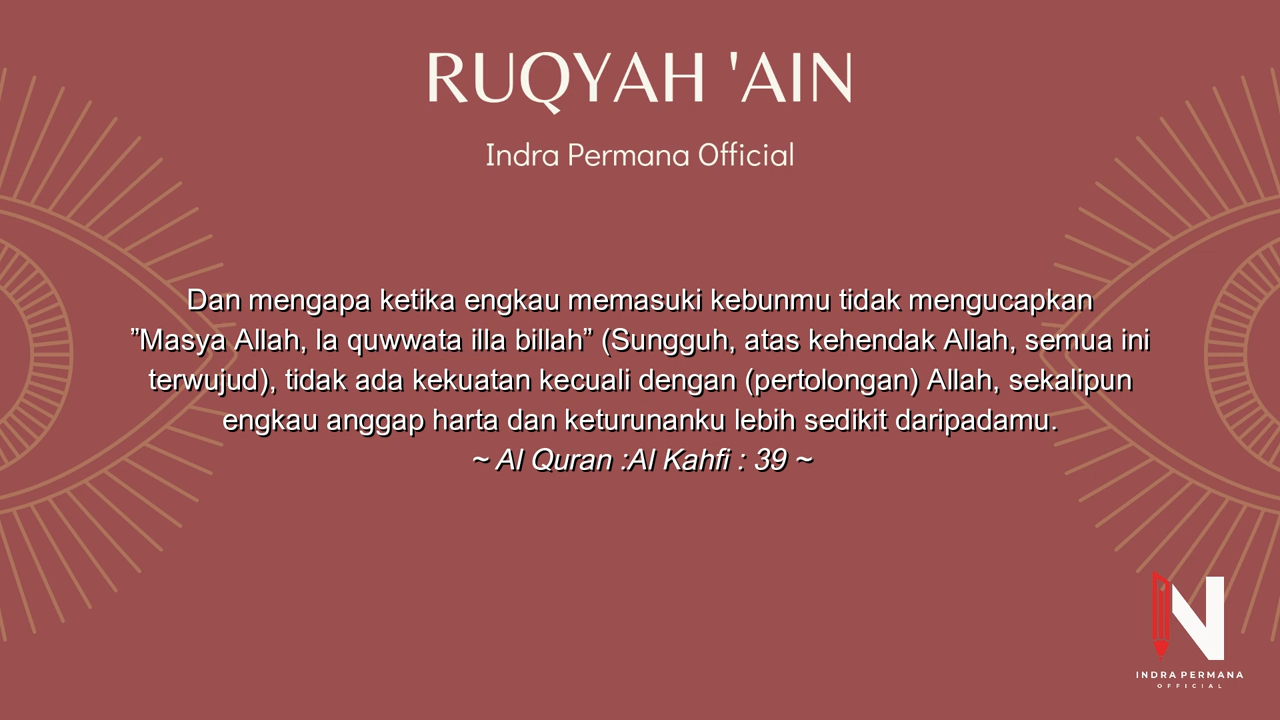 RUQYAH 'AIN
Indra Permana Official
Dan mengapa ketika engkau memasuki kebunmu tidak mengucapkan
”Masya Allah, la quwwata illa billah” (Sungguh, atas kehendak Allah, semua ini
terwujud), tidak ada kekuatan kecuali dengan (pertolongan) Allah, sekalipun
engkau anggap harta dan keturunanku lebih sedikit daripadamu.
~ Al Quran :Al Kahfi : 39 ~
N
INDRA PERMANA
OFFICIAL